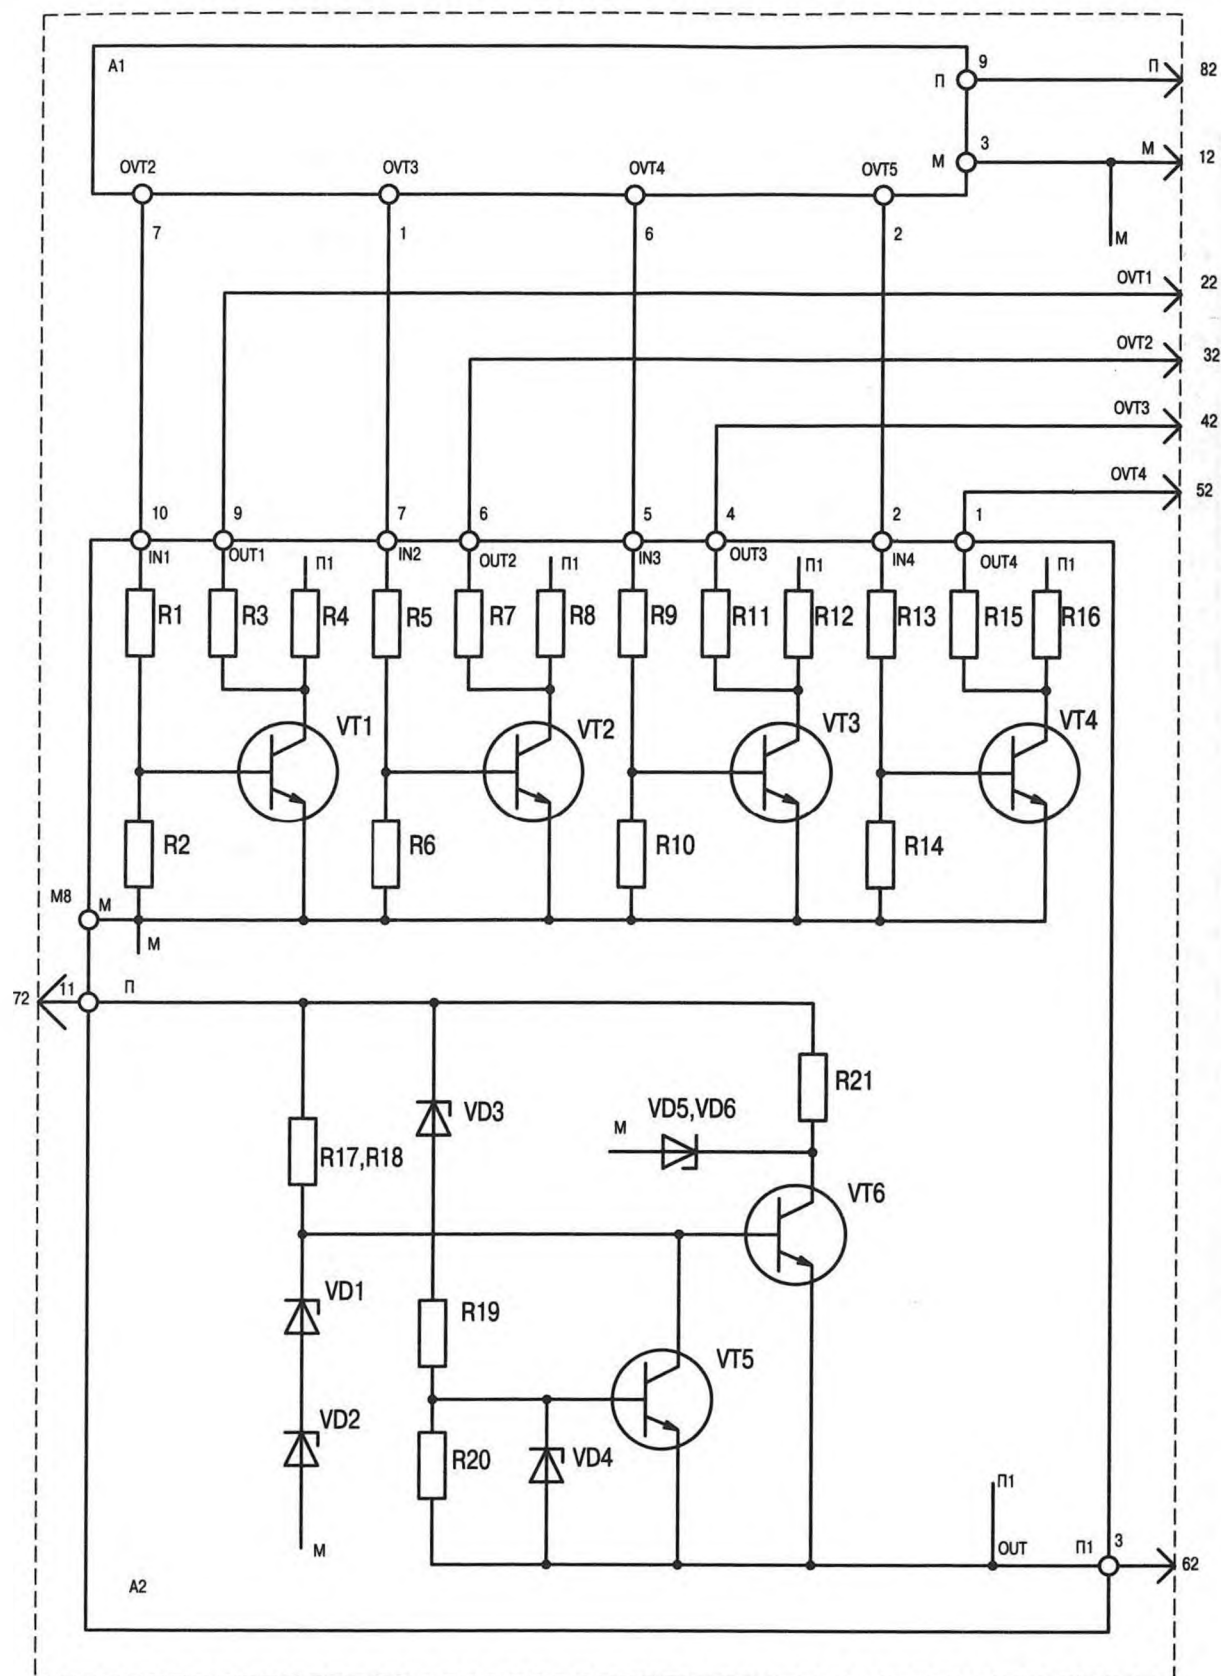 A1
9
П
П
82
3
М
М
12
OVT2
OVT3
OVT4
OVT5
7
1
6
2
М
OVT1
22
OVT2
32
OVT3
42
OVT4
52
10
9
7
6
5
4
2
1
IN1
OUT1
П1
IN2
OUT2
П1
IN3
OUT3
П1
IN4
OUT4
П1
R1
R3
R4
R5
R7
R8
R9
R11
R12
R13
R15
R16
VT1
VT2
VT3
VT4
R2
R6
R10
R14
М8
М
М
72
11
П
R21
VD3
VD5,VD6
М
R17,R18
VT6
VD1
R19
VT5
VD2
R20
VD4
П1
М
OUT
П1
3
62
A2